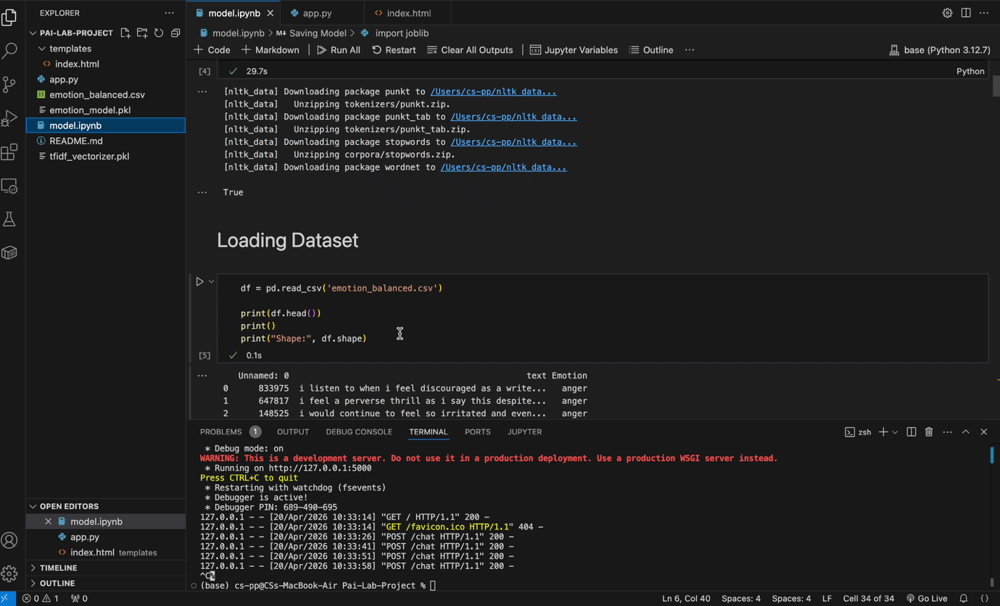 EXPLORER
PAI-LAB-PROJECT
templates
index.html
app.py
emotion_balanced.csv
emotion_model.pkl
model.ipynb
README.md
tfidf_vectorizer.pkl
OPEN EDITORS
model.ipynb
app.py
index.html templates
TIMELINE
OUTLINE
model.ipynb app.py index.html
model.ipynb > M↓ Saving Model > import joblib
+ Code + Markdown Run All Restart Clear All Outputs Jupyter Variables Outline ... base (Python 3.12.7)
[4] ✓ 29.7s Python
[nltk_data] Downloading package punkt to /Users/cs-pp/nltk_data...
[nltk_data] Unzipping tokenizers/punkt.zip.
[nltk_data] Downloading package punkt_tab to /Users/cs-pp/nltk_data...
[nltk_data] Unzipping tokenizers/punkt_tab.zip.
[nltk_data] Downloading package stopwords to /Users/cs-pp/nltk_data...
[nltk_data] Unzipping corpora/stopwords.zip.
[nltk_data] Downloading package wordnet to /Users/cs-pp/nltk_data...
True
Loading Dataset
df = pd.read_csv('emotion_balanced.csv')
print(df.head())
print()
print("Shape:", df.shape)
[5] ✓ 0.1s
Unnamed: 0 text Emotion
0 833975 i listen to when i feel discouraged as a write... anger
1 647817 i feel a perverse thrill as i say this despite... anger
2 148525 i would continue to feel so irritated and even... anger
PROBLEMS 1 OUTPUT DEBUG CONSOLE TERMINAL PORTS JUPYTER zsh
* Debug mode: on
WARNING: This is a development server. Do not use it in a production deployment. Use a production WSGI server instead.
* Running on http://127.0.0.1:5000
Press CTRL+C to quit
* Restarting with watchdog (fsevents)
* Debugger is active!
* Debugger PIN: 689-490-695
127.0.0.1 - - [20/Apr/2026 10:33:14] "GET / HTTP/1.1" 200 -
127.0.0.1 - - [20/Apr/2026 10:33:14] "GET /favicon.ico HTTP/1.1" 404 -
127.0.0.1 - - [20/Apr/2026 10:33:26] "POST /chat HTTP/1.1" 200 -
127.0.0.1 - - [20/Apr/2026 10:33:41] "POST /chat HTTP/1.1" 200 -
127.0.0.1 - - [20/Apr/2026 10:33:51] "POST /chat HTTP/1.1" 200 -
127.0.0.1 - - [20/Apr/2026 10:33:58] "POST /chat HTTP/1.1" 200 -
^C%
(base) cs-pp@CSs-MacBook-Air Pai-Lab-Project %
0 1 0 Ln 6, Col 40 Spaces: 4 Spaces: 4 LF Cell 34 of 34 Go Live